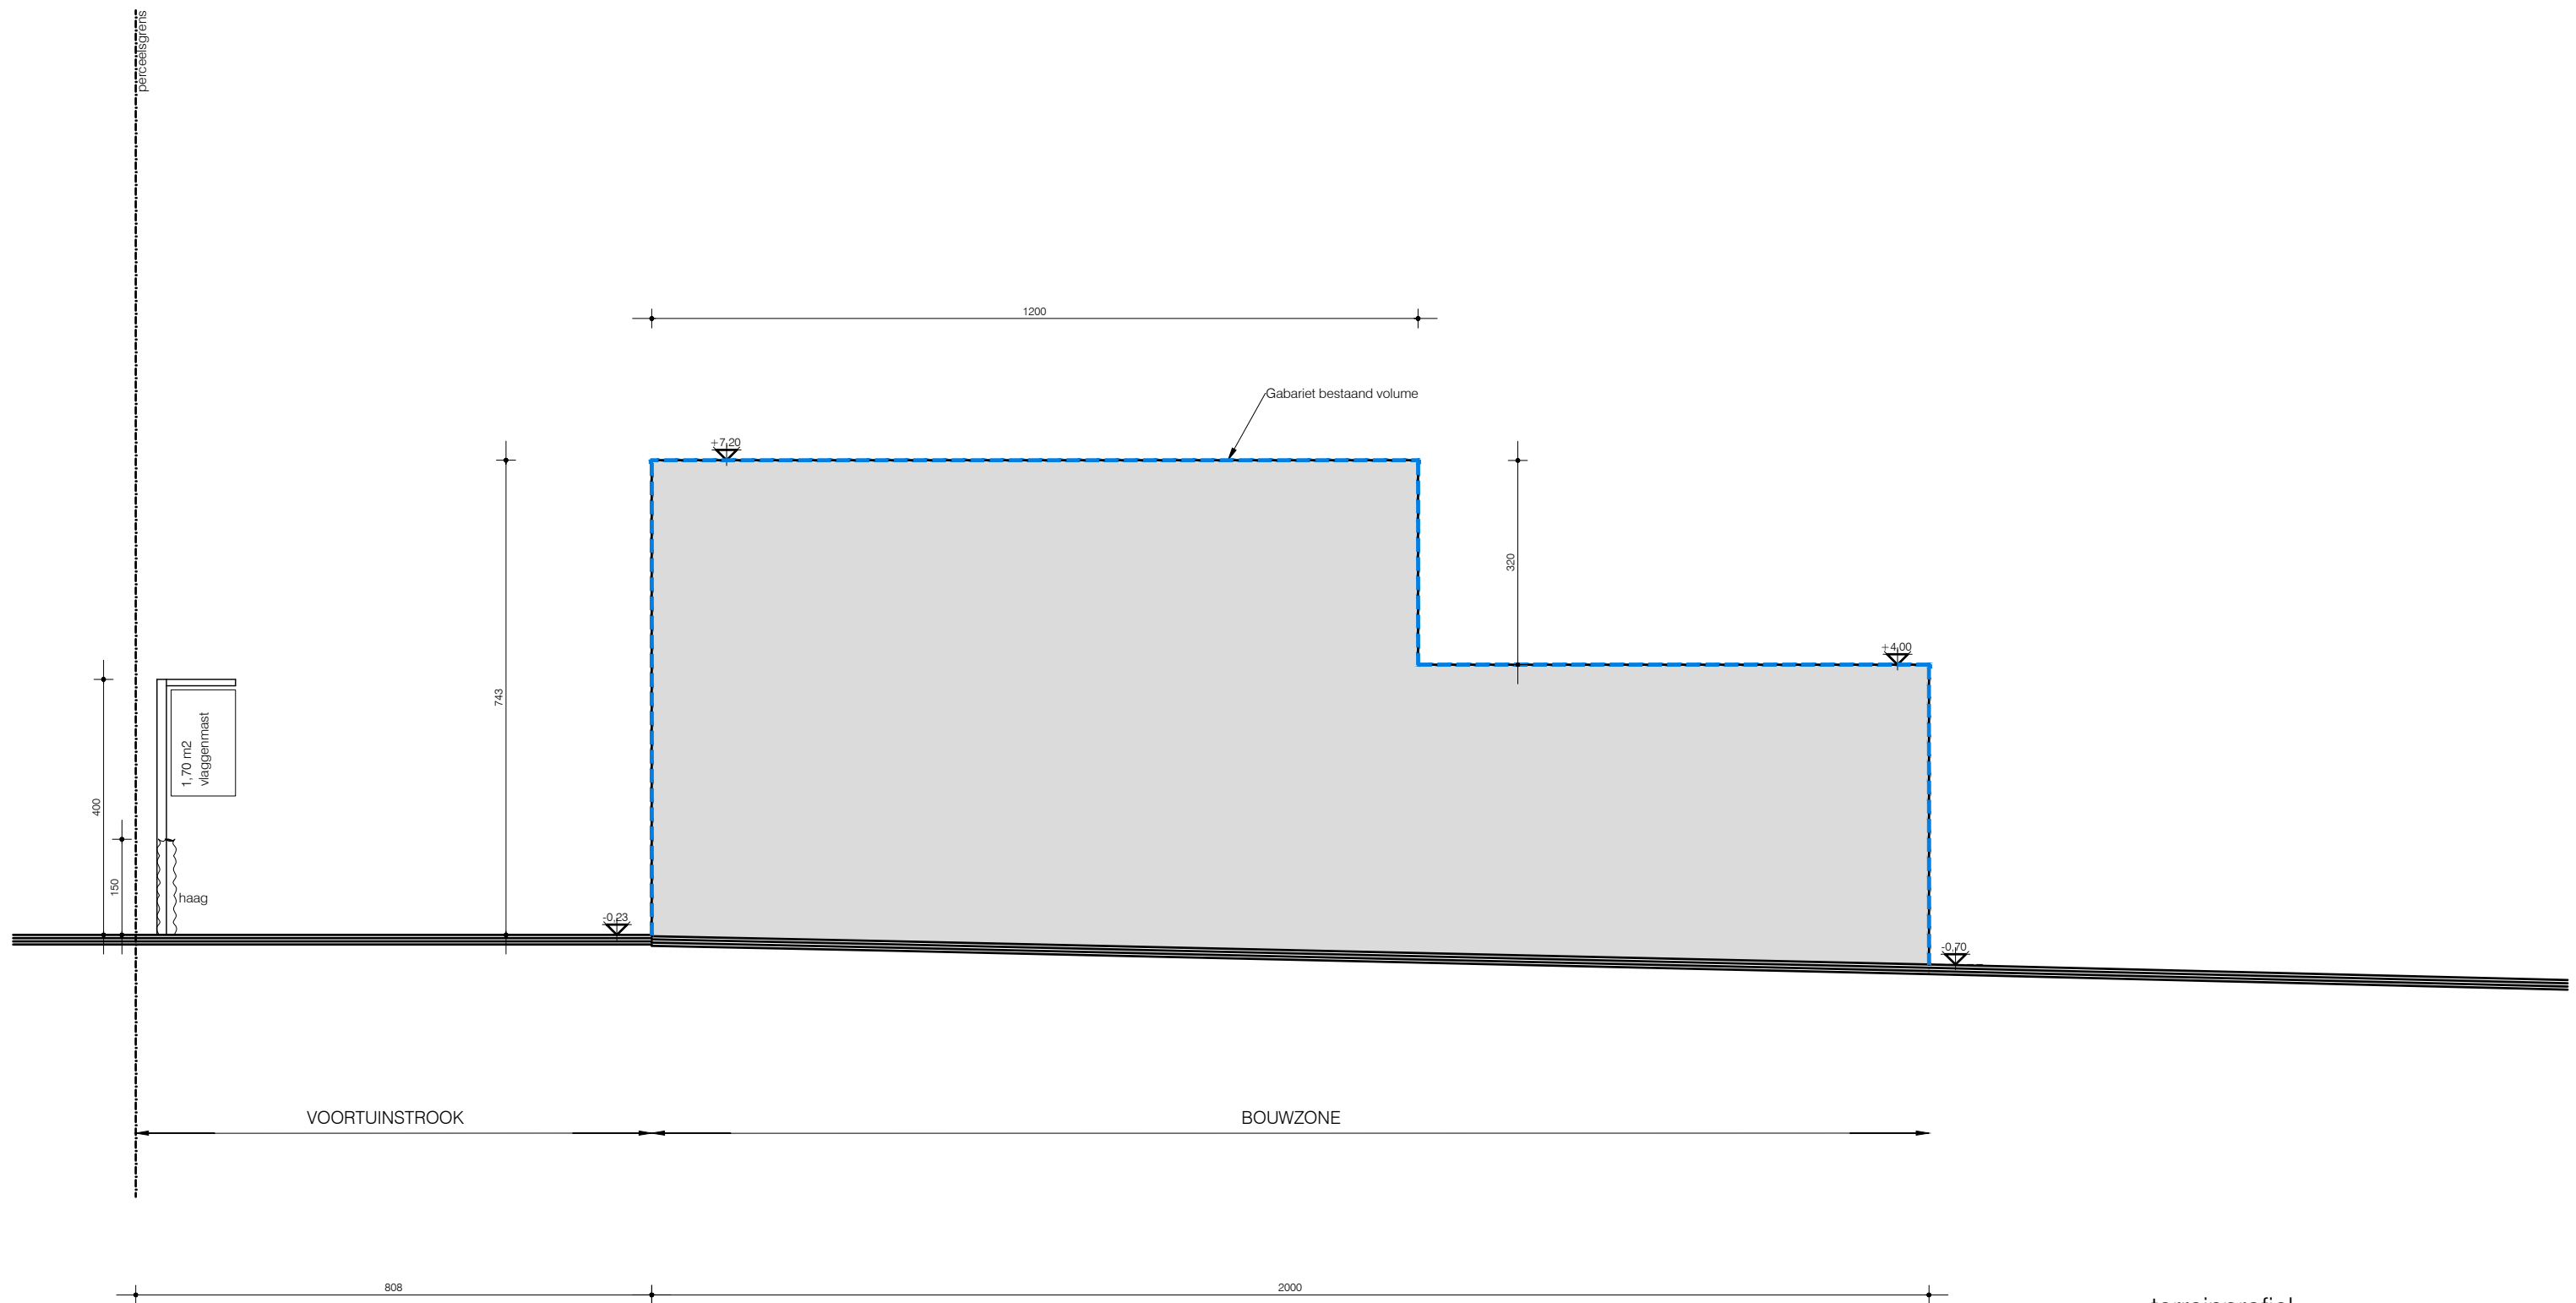 perceelsgrens
1200
Gabariet bestaand volume
+7,20
320
743
+4,00
1,70 m2
vlaggenmast
400
150
haag
-0,23
-0,70
VOORTUINSTROOK
BOUWZONE
808
2000